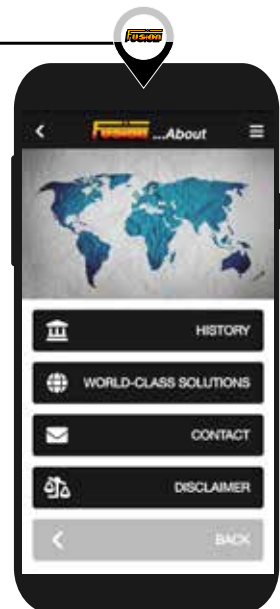 Fusion
Fusion ...About
HISTORY
WORLD-CLASS SOLUTIONS
CONTACT
DISCLAIMER
BACK